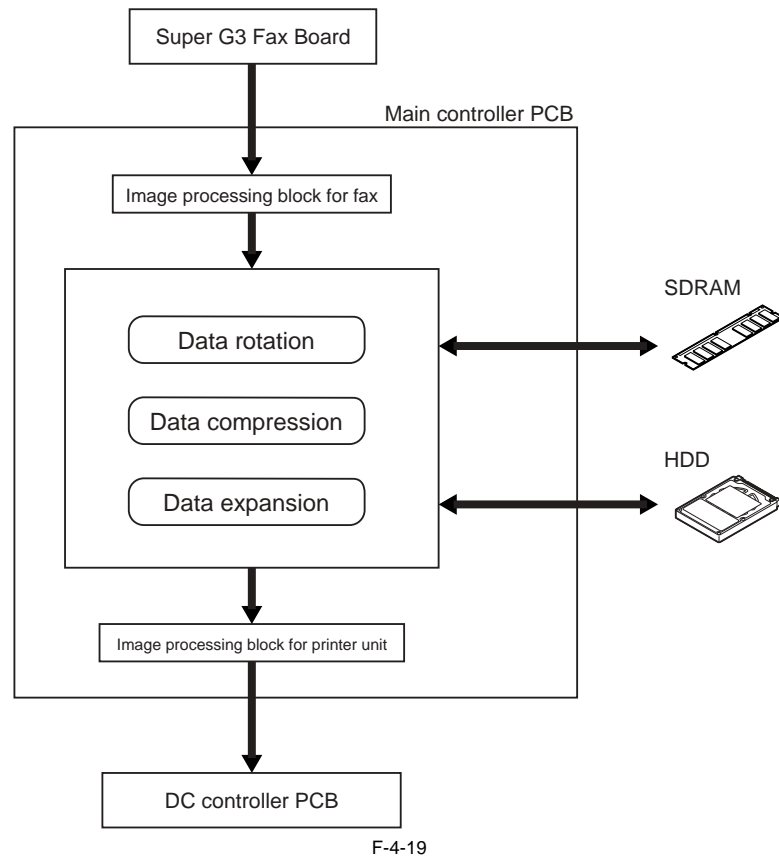 Super G3 Fax Board
Main controller PCB
Image processing block for fax
SDRAM
Data rotation
Data compression
HDD
Data expansion
Image processing block for printer unit
DC controller PCB
F-4-19